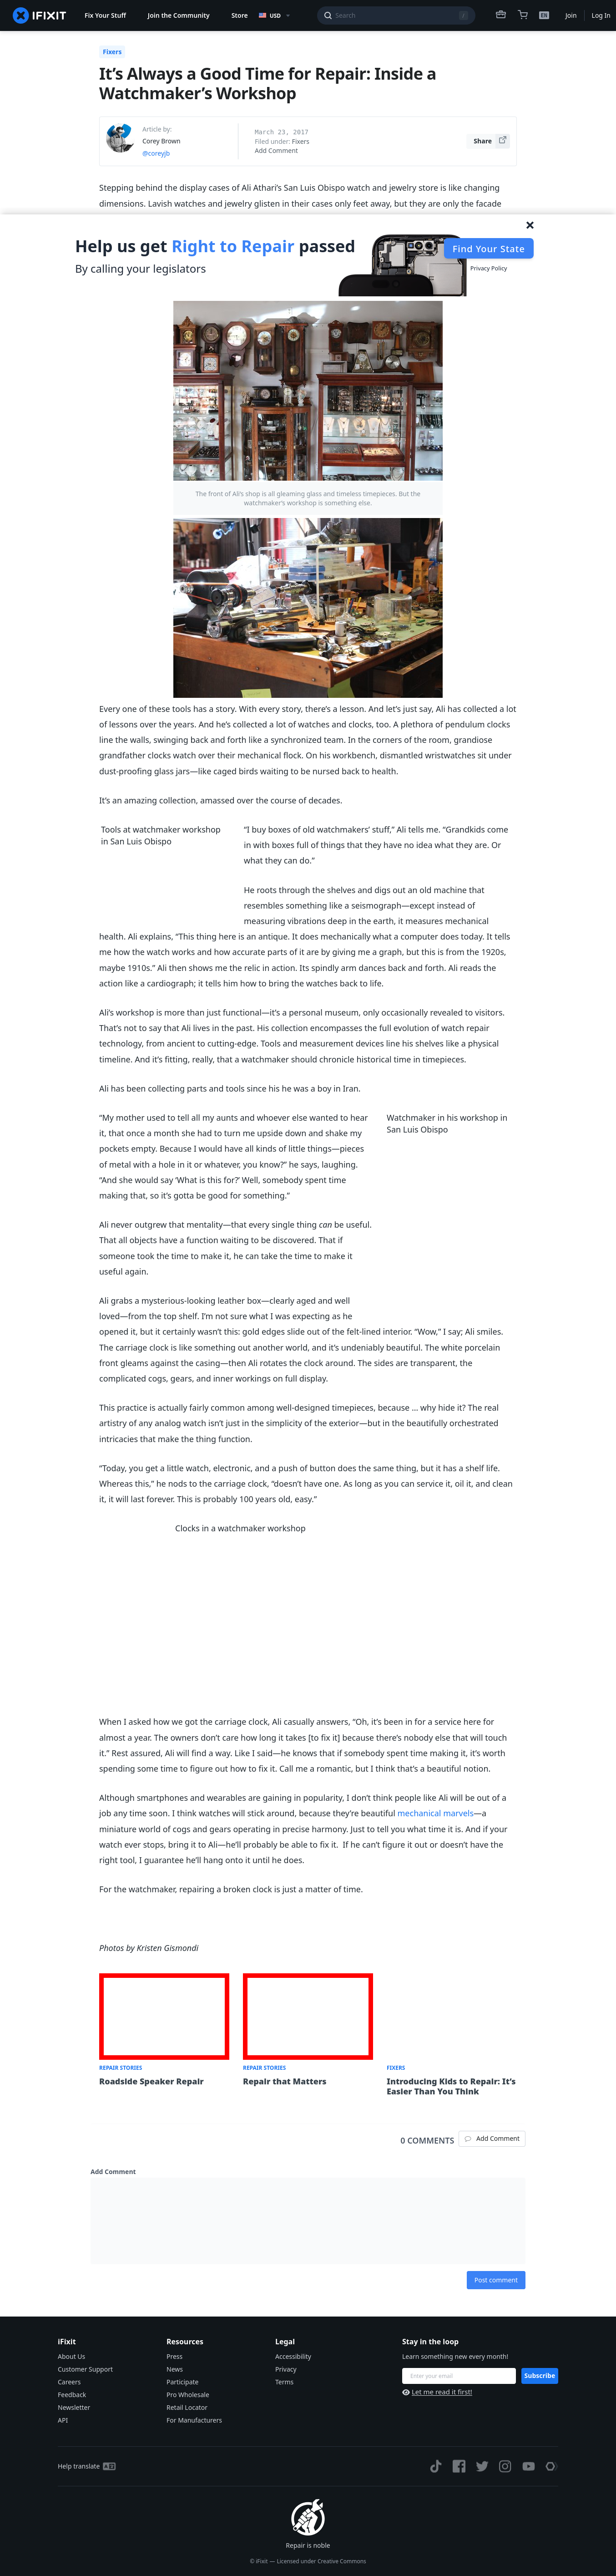 IFIXIT
Fix Your Stuff
Join the Community
Store
USD
Search
/
EN
Join
Log In
Fixers
It's Always a Good Time for Repair: Inside a
Watchmaker's Workshop
Article by:
Corey Brown
@coreyjb
March 23, 2017
Filed under: Fixers
Add Comment
Share
Stepping behind the display cases of Ali Athari's San Luis Obispo watch and jewelry store is like changing
dimensions. Lavish watches and jewelry glisten in their cases only feet away, but they are only the facade
Help us get Right to Repair passed
By calling your legislators
Find Your State
Privacy Policy
The front of Ali's shop is all gleaming glass and timeless timepieces. But the
watchmaker's workshop is something else.
Every one of these tools has a story. With every story, there's a lesson. And let's just say, Ali has collected a lot
of lessons over the years. And he's collected a lot of watches and clocks, too. A plethora of pendulum clocks
line the walls, swinging back and forth like a synchronized team. In the corners of the room, grandiose
grandfather clocks watch over their mechanical flock. On his workbench, dismantled wristwatches sit under
dust-proofing glass jars—like caged birds waiting to be nursed back to health.
It's an amazing collection, amassed over the course of decades.
Tools at watchmaker workshop
in San Luis Obispo
"I buy boxes of old watchmakers' stuff," Ali tells me. "Grandkids come
in with boxes full of things that they have no idea what they are. Or
what they can do."
He roots through the shelves and digs out an old machine that
resembles something like a seismograph—except instead of
measuring vibrations deep in the earth, it measures mechanical
health. Ali explains, "This thing here is an antique. It does mechanically what a computer does today. It tells
me how the watch works and how accurate parts of it are by giving me a graph, but this is from the 1920s,
maybe 1910s." Ali then shows me the relic in action. Its spindly arm dances back and forth. Ali reads the
action like a cardiograph; it tells him how to bring the watches back to life.
Ali's workshop is more than just functional—it's a personal museum, only occasionally revealed to visitors.
That's not to say that Ali lives in the past. His collection encompasses the full evolution of watch repair
technology, from ancient to cutting-edge. Tools and measurement devices line his shelves like a physical
timeline. And it's fitting, really, that a watchmaker should chronicle historical time in timepieces.
Ali has been collecting parts and tools since his he was a boy in Iran.
"My mother used to tell all my aunts and whoever else wanted to hear
it, that once a month she had to turn me upside down and shake my
pockets empty. Because I would have all kinds of little things—pieces
of metal with a hole in it or whatever, you know?" he says, laughing.
"And she would say 'What is this for?' Well, somebody spent time
making that, so it's gotta be good for something."
Watchmaker in his workshop in
San Luis Obispo
Ali never outgrew that mentality—that every single thing can be useful.
That all objects have a function waiting to be discovered. That if
someone took the time to make it, he can take the time to make it
useful again.
Ali grabs a mysterious-looking leather box—clearly aged and well
loved—from the top shelf. I'm not sure what I was expecting as he
opened it, but it certainly wasn't this: gold edges slide out of the felt-lined interior. "Wow," I say; Ali smiles.
The carriage clock is like something out another world, and it's undeniably beautiful. The white porcelain
front gleams against the casing—then Ali rotates the clock around. The sides are transparent, the
complicated cogs, gears, and inner workings on full display.
This practice is actually fairly common among well-designed timepieces, because … why hide it? The real
artistry of any analog watch isn't just in the simplicity of the exterior—but in the beautifully orchestrated
intricacies that make the thing function.
"Today, you get a little watch, electronic, and a push of button does the same thing, but it has a shelf life.
Whereas this," he nods to the carriage clock, "doesn't have one. As long as you can service it, oil it, and clean
it, it will last forever. This is probably 100 years old, easy."
Clocks in a watchmaker workshop
When I asked how we got the carriage clock, Ali casually answers, "Oh, it's been in for a service here for
almost a year. The owners don't care how long it takes [to fix it] because there's nobody else that will touch
it." Rest assured, Ali will find a way. Like I said—he knows that if somebody spent time making it, it's worth
spending some time to figure out how to fix it. Call me a romantic, but I think that's a beautiful notion.
Although smartphones and wearables are gaining in popularity, I don't think people like Ali will be out of a
job any time soon. I think watches will stick around, because they're beautiful mechanical marvels—a
miniature world of cogs and gears operating in precise harmony. Just to tell you what time it is. And if your
watch ever stops, bring it to Ali—he'll probably be able to fix it.  If he can't figure it out or doesn't have the
right tool, I guarantee he'll hang onto it until he does.
For the watchmaker, repairing a broken clock is just a matter of time.
Photos by Kristen Gismondi
REPAIR STORIES
Roadside Speaker Repair
REPAIR STORIES
Repair that Matters
FIXERS
Introducing Kids to Repair: It's
Easier Than You Think
0 COMMENTS
Add Comment
Add Comment
Post comment
iFixit
About Us
Customer Support
Careers
Feedback
Newsletter
API
Resources
Press
News
Participate
Pro Wholesale
Retail Locator
For Manufacturers
Legal
Accessibility
Privacy
Terms
Stay in the loop
Learn something new every month!
Enter your email
Subscribe
Let me read it first!
Help translate
Repair is noble
© iFixit — Licensed under Creative Commons